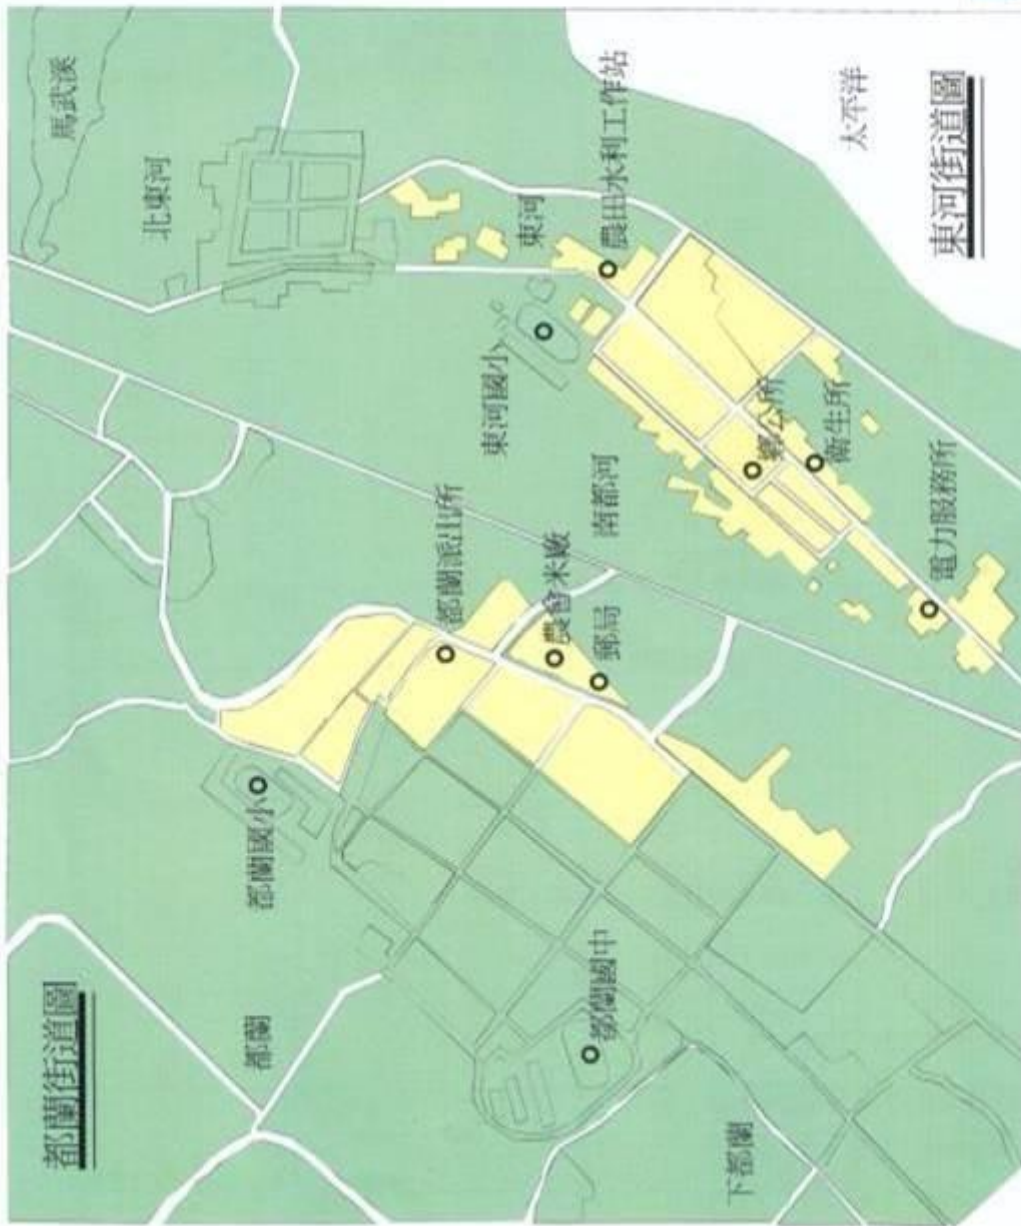 都蘭街道圖
都蘭
都蘭國小
都蘭派出所
農會米廠
郵局
都蘭國中
下都蘭
東河街道圖
馬武溪
北東河
東河
農田水利工作站
東河國小
南都河
鄉公所
衛生所
電力服務所
太平洋